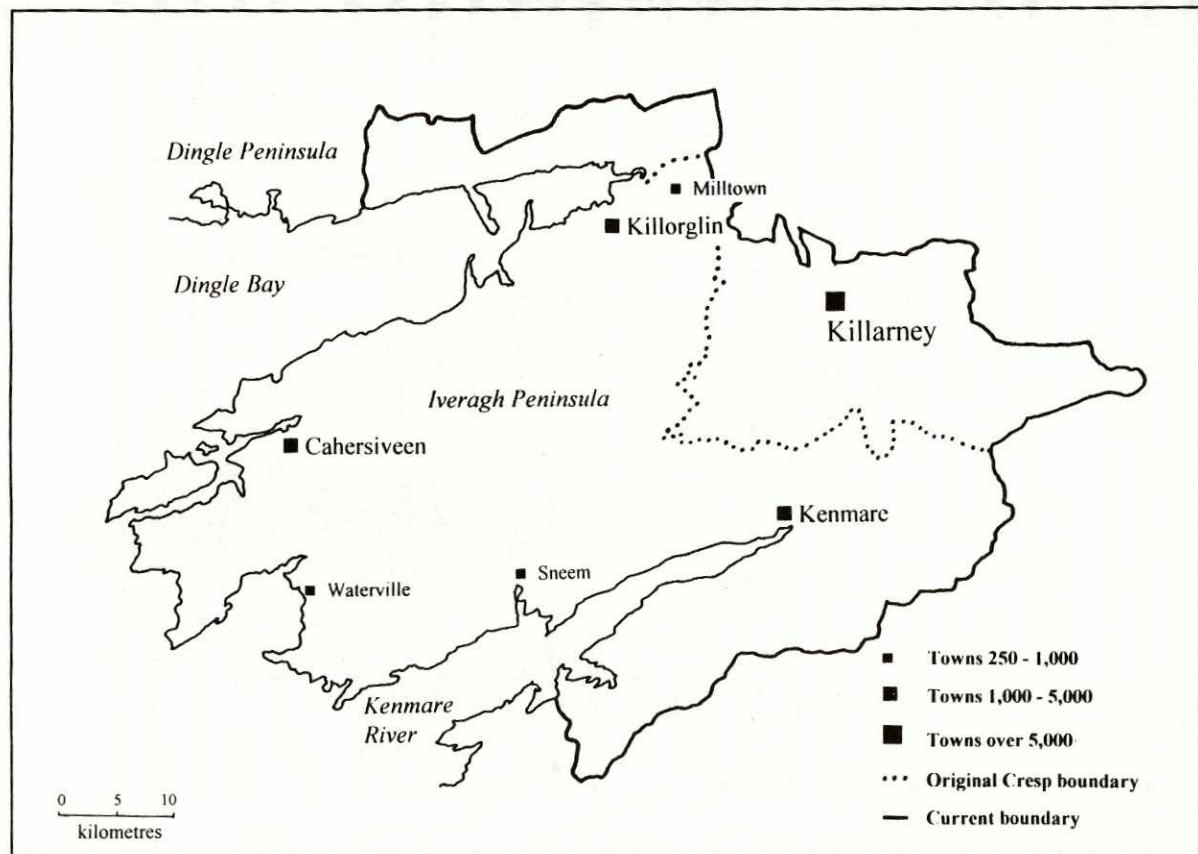 Dingle Peninsula
Milltown
Killorglin
Dingle Bay
Killarney
Iveragh Peninsula
Cahersiveen
Kenmare
Sneem
Waterville
Kenmare
River
Towns 250 - 1,000
Towns 1,000 - 5,000
Towns over 5,000
Original Cresp boundary
Current boundary
0 5 10
kilometres